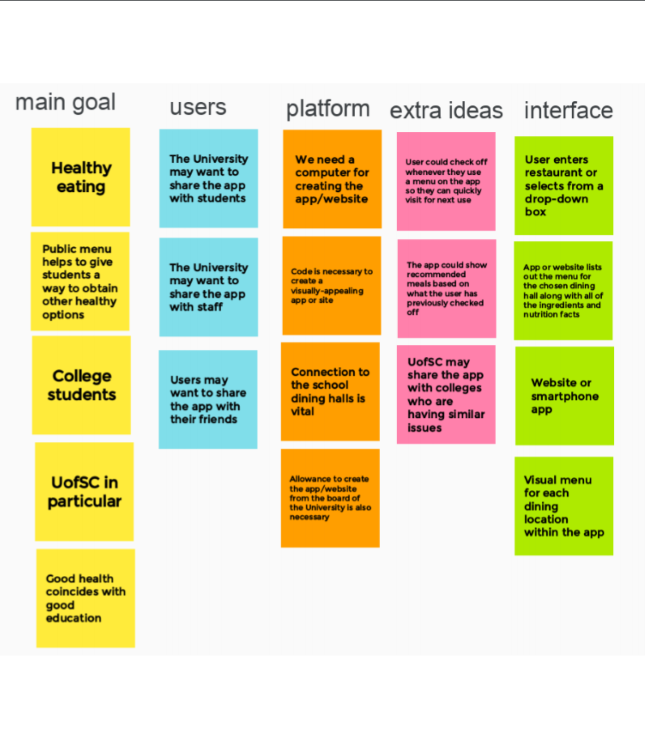 main goal
Healthy
eating
Public menu
helps to give
students a
way to obtain
other healthy
options
College
students
UofSC in
particular
Good health
coincides with
good
education
users
The University
may want to
share the app
with students
The University
may want to
share the app
with staff
Users may
want to share
the app with
their friends
platform
We need a
computer for
creating the
app/website
Code is necessary to
create a
visually-appealing
app or site
Connection to
the school
dining halls is
vital
Allowance to create
the app/website
from the board of
the University is also
necessary
extra ideas
User could check off
whenever they use
a menu on the app
so they can quickly
visit for next use
The app could show
recommended
meals based on
what the user has
previously checked
off
UofSC may
share the app
with colleges
who are
having similar
issues
interface
User enters
restaurant or
selects from a
drop-down
box
App or website lists
out the menu for
the chosen dining
hall along with all of
the ingredients and
nutrition facts
Website or
smartphone
app
Visual menu
for each
dining
location
within the app